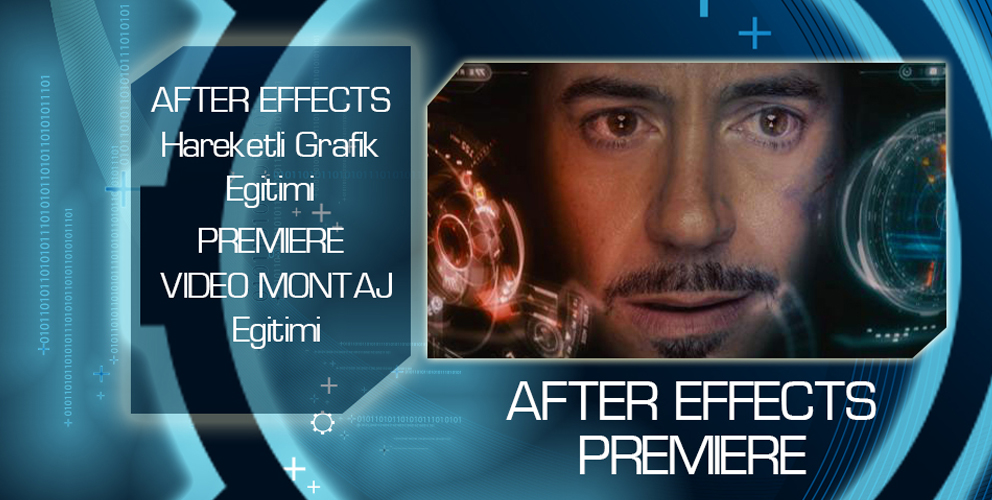 AFTER EFFECTS
Hareketli Grafik
Egitimi
PREMIERE
VIDEO MONTAJ
Egitimi
AFTER EFFECTS
PREMIERE